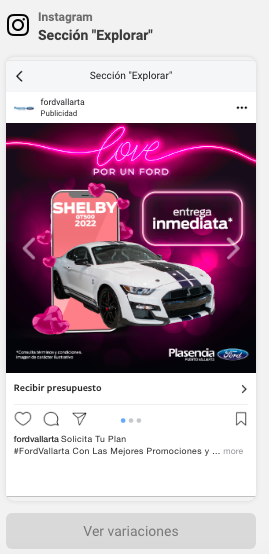 Instagram
Sección "Explorar"
Sección "Explorar"
fordvallarta
Publicidad
love
POR UN FORD
SHELBY
GT500
2022
entrega
inmediata*
*Consulta términos y condiciones.
Imagen de carácter ilustrativo
Plasencia Ford
PUERTO VALLARTA
Recibir presupuesto
fordvallarta Solicita Tu Plan
#FordVallarta Con Las Mejores Promociones y ... more
Ver variaciones